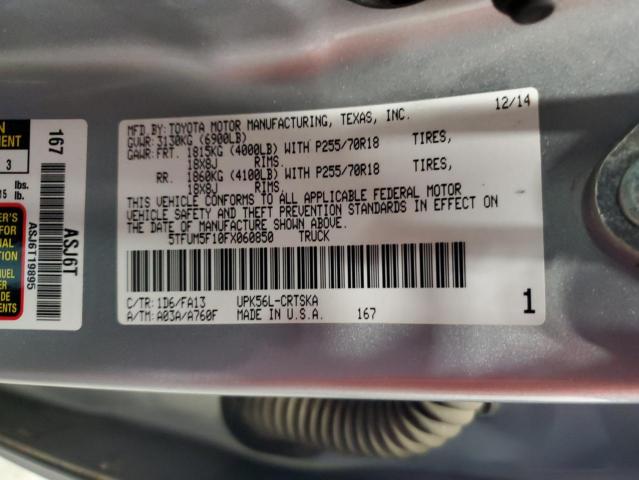 12/14
MFD.BY: TOYOTA MOTOR MANUFACTURING, TEXAS, INC.
GVWR: 3130KG (6900LB)
GAWR: FRT. 1815KG (4000LB) WITH P255/70R18 TIRES,
18X8J RIMS.
RR. 1860KG (4100LB) WITH P255/70R18 TIRES,
18X8J RIMS.
THIS VEHICLE CONFORMS TO ALL APPLICABLE FEDERAL MOTOR
VEHICLE SAFETY AND THEFT PREVENTION STANDARDS IN EFFECT ON
THE DATE OF MANUFACTURE SHOWN ABOVE.
5TFUM5F10FX060850 TRUCK
C/TR: 1D6/FA13 UPK56L-CRTSKA
A/TM: A03A/A760F MADE IN U.S.A. 167 1
167
3
lbs.
lb.
ASJ6T
ASJ6T19895